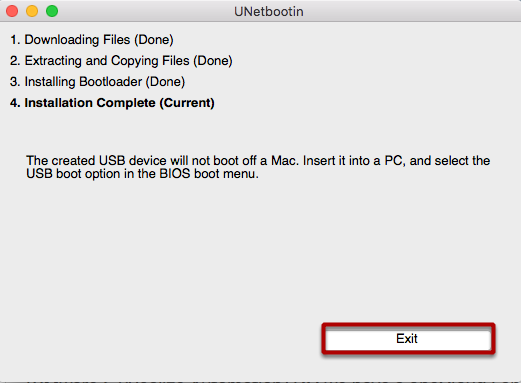 UNetbootin
1. Downloading Files (Done)
2. Extracting and Copying Files (Done)
3. Installing Bootloader (Done)
4. Installation Complete (Current)
The created USB device will not boot off a Mac. Insert it into a PC, and select the
USB boot option in the BIOS boot menu.
Exit